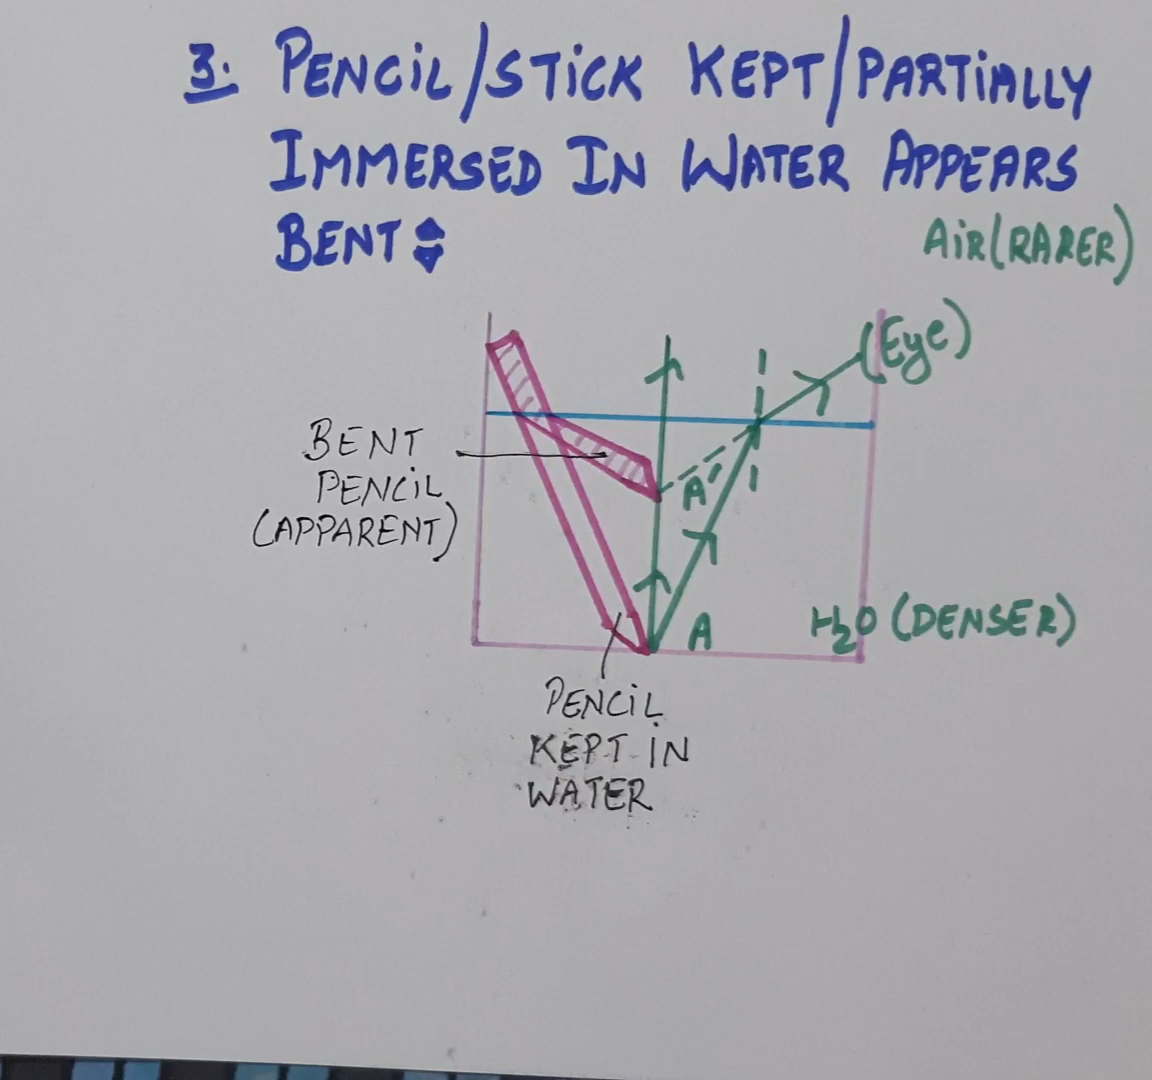 3. PENCiL/STiCK KEPT/PARTiALLY
IMMERSED IN WATER APPEARS
BENT
AiR(RARER)
(Eye)
BENT
PENCiL
(APPARENT)
A'
A
H2O (DENSER)
PENCiL
KEPT iN
WATER